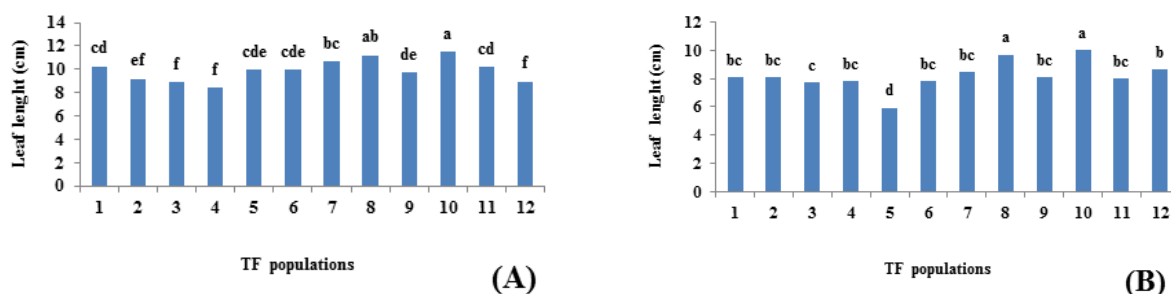 14
12
10
8
6
4
2
0
Leaf lenght (cm)
cd ef f f cde cde bc ab de a cd f
1 2 3 4 5 6 7 8 9 10 11 12
TF populations
(A)
12
10
8
6
4
2
0
Leaf lenght (cm)
bc bc c bc d bc bc a bc a bc b
1 2 3 4 5 6 7 8 9 10 11 12
TF populations
(B)